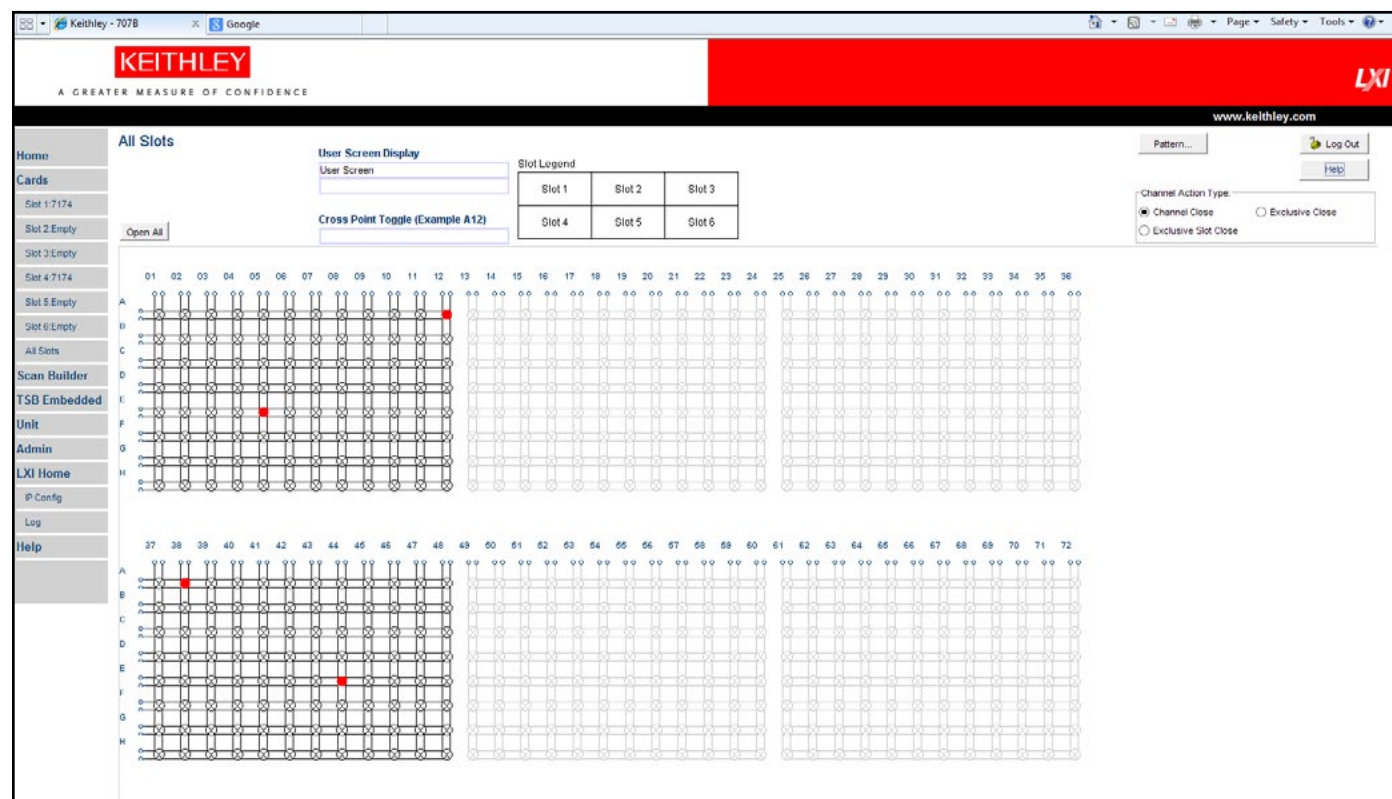 Keithley - 707B
Google
Page Safety Tools
KEITHLEY
A GREATER MEASURE OF CONFIDENCE
LXI
www.keithley.com
Home
Cards
Slot 1:7174
Slot 2:Empty
Slot 3:Empty
Slot 4:7174
Slot 5:Empty
Slot 6:Empty
All Slots
Scan Builder
TSB Embedded
Unit
Admin
LXI Home
IP Config
Log
Help
All Slots
Open All
User Screen Display
User Screen
Cross Point Toggle (Example A12)
Slot Legend
Slot 1 Slot 2 Slot 3
Slot 4 Slot 5 Slot 6
Pattern...
Log Out
Help
Channel Action Type:
Channel Close Exclusive Close
Exclusive Slot Close
01 02 03 04 05 06 07 08 09 10 11 12 13 14 15 16 17 18 19 20 21 22 23 24 25 26 27 28 29 30 31 32 33 34 35 36
A
B
C
D
E
F
G
H
37 38 39 40 41 42 43 44 45 46 47 48 49 50 51 52 53 54 55 56 57 58 59 60 61 62 63 64 65 66 67 68 69 70 71 72
A
B
C
D
E
F
G
H